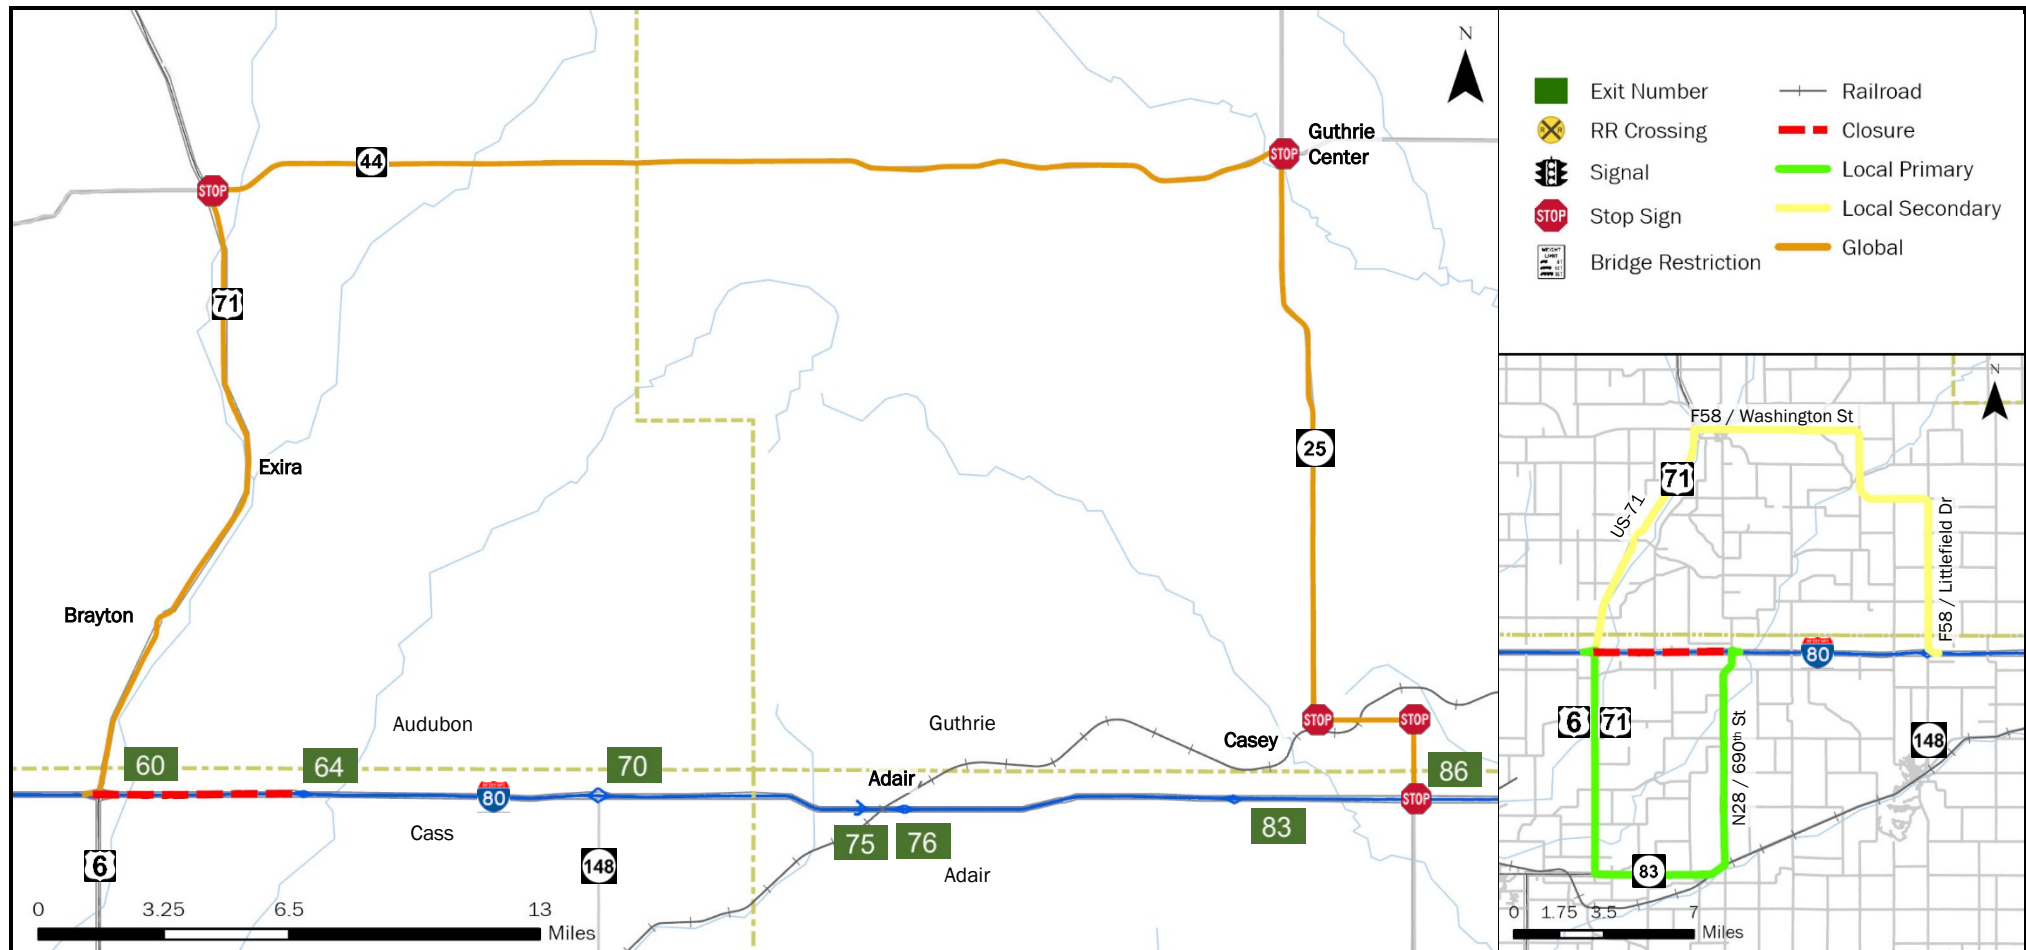 N
Guthrie
Center
44
STOP
STOP
71
Exira
25
Brayton
Audubon
Guthrie
STOP
STOP
Casey
60
64
70
Adair
86
80
STOP
Cass
75
76
83
6
148
Adair
0
3.25
6.5
13
Miles
Exit Number
Railroad
RR Crossing
Closure
Signal
Local Primary
STOP
Stop Sign
Local Secondary
WEIGHT
LIMIT
Bridge Restriction
Global
N
F58 / Washington St
71
US-71
F58 / Littlefield Dr
80
6
71
N28 / 690th St
148
83
0
1.75
3.5
7
Miles